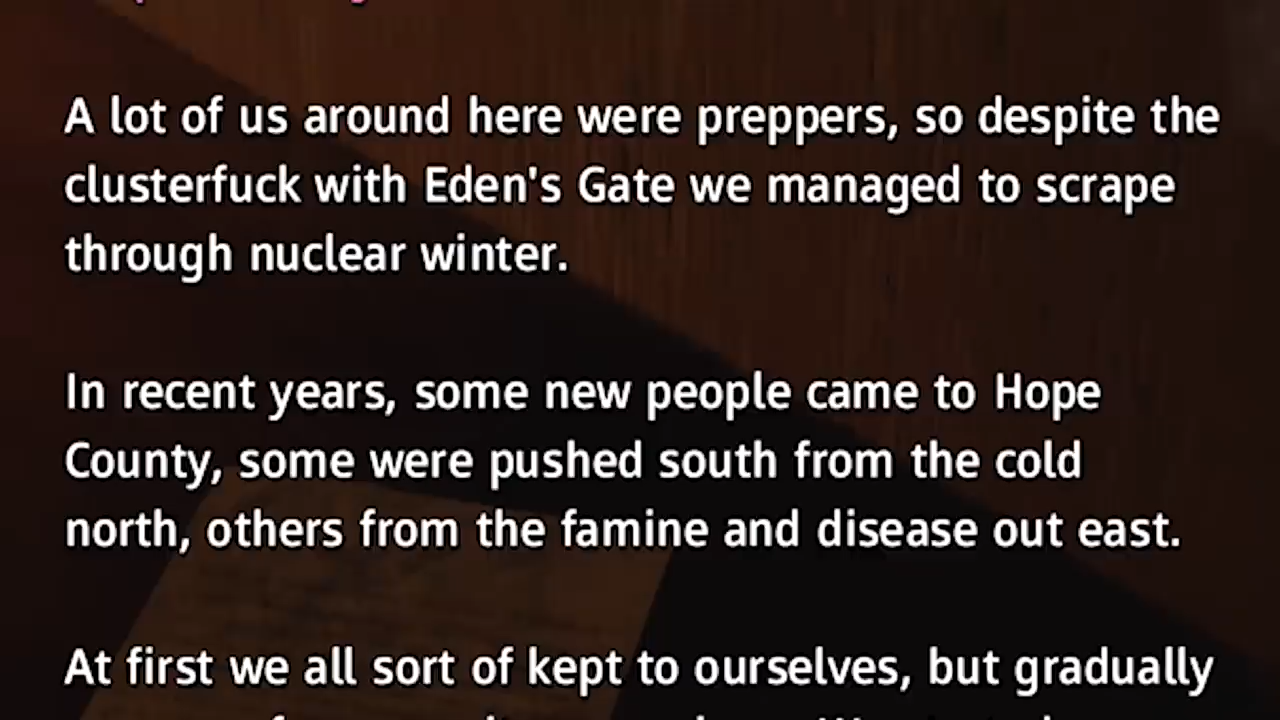 A lot of us around here were preppers, so despite the
clusterfuck with Eden's Gate we managed to scrape
through nuclear winter.
In recent years, some new people came to Hope
County, some were pushed south from the cold
north, others from the famine and disease out east.
At first we all sort of kept to ourselves, but gradually